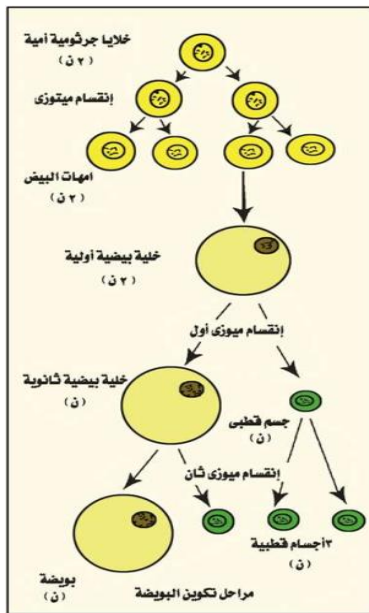 خلايا جرثومية أمية
(٢ ن)
إنقسام ميتوزى
امهات البيض
(٢ ن)
خلية بيضية أولية
(٢ ن)
إنقسام ميوزى أول
خلية بيضية ثانوية
(ن)
جسم قطبى
(ن)
إنقسام ميوزى ثان
٣أجسام قطبية
(ن)
بويضة
(ن)
مراحل تكوين البويضة